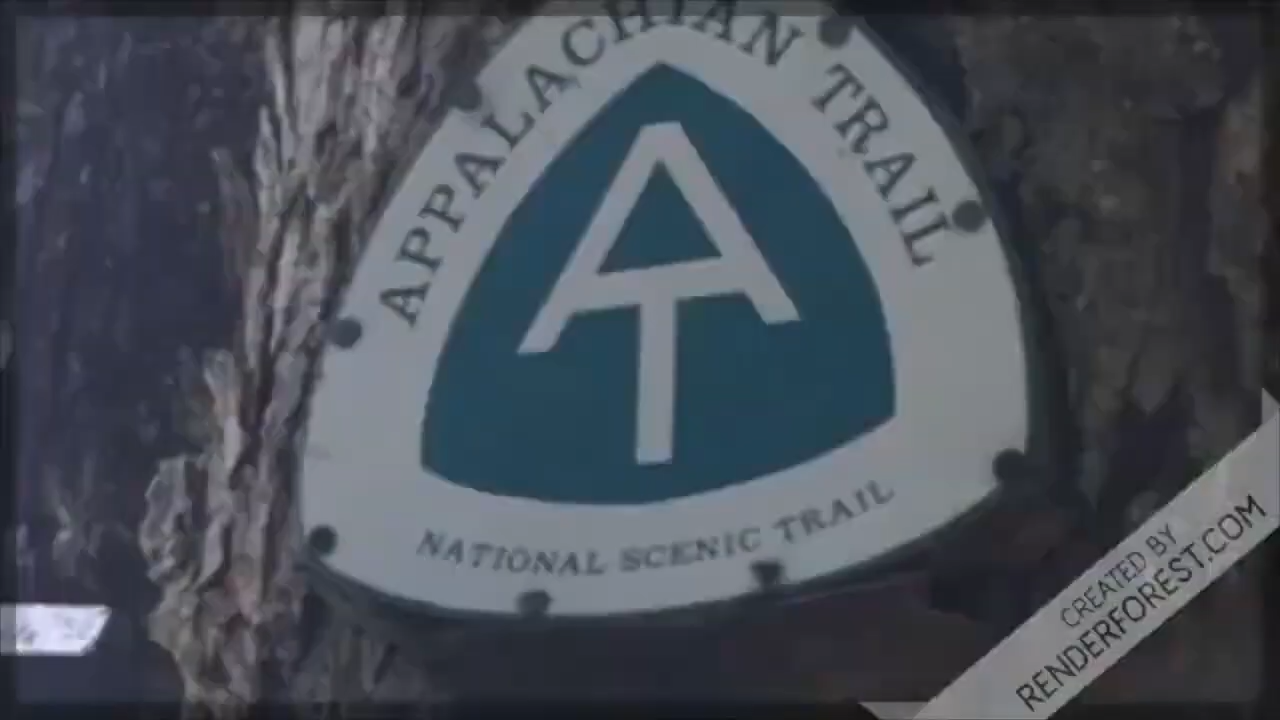 APPALACHIAN TRAIL
AT
NATIONAL SCENIC TRAIL
CREATED BY
RENDERFOREST.COM